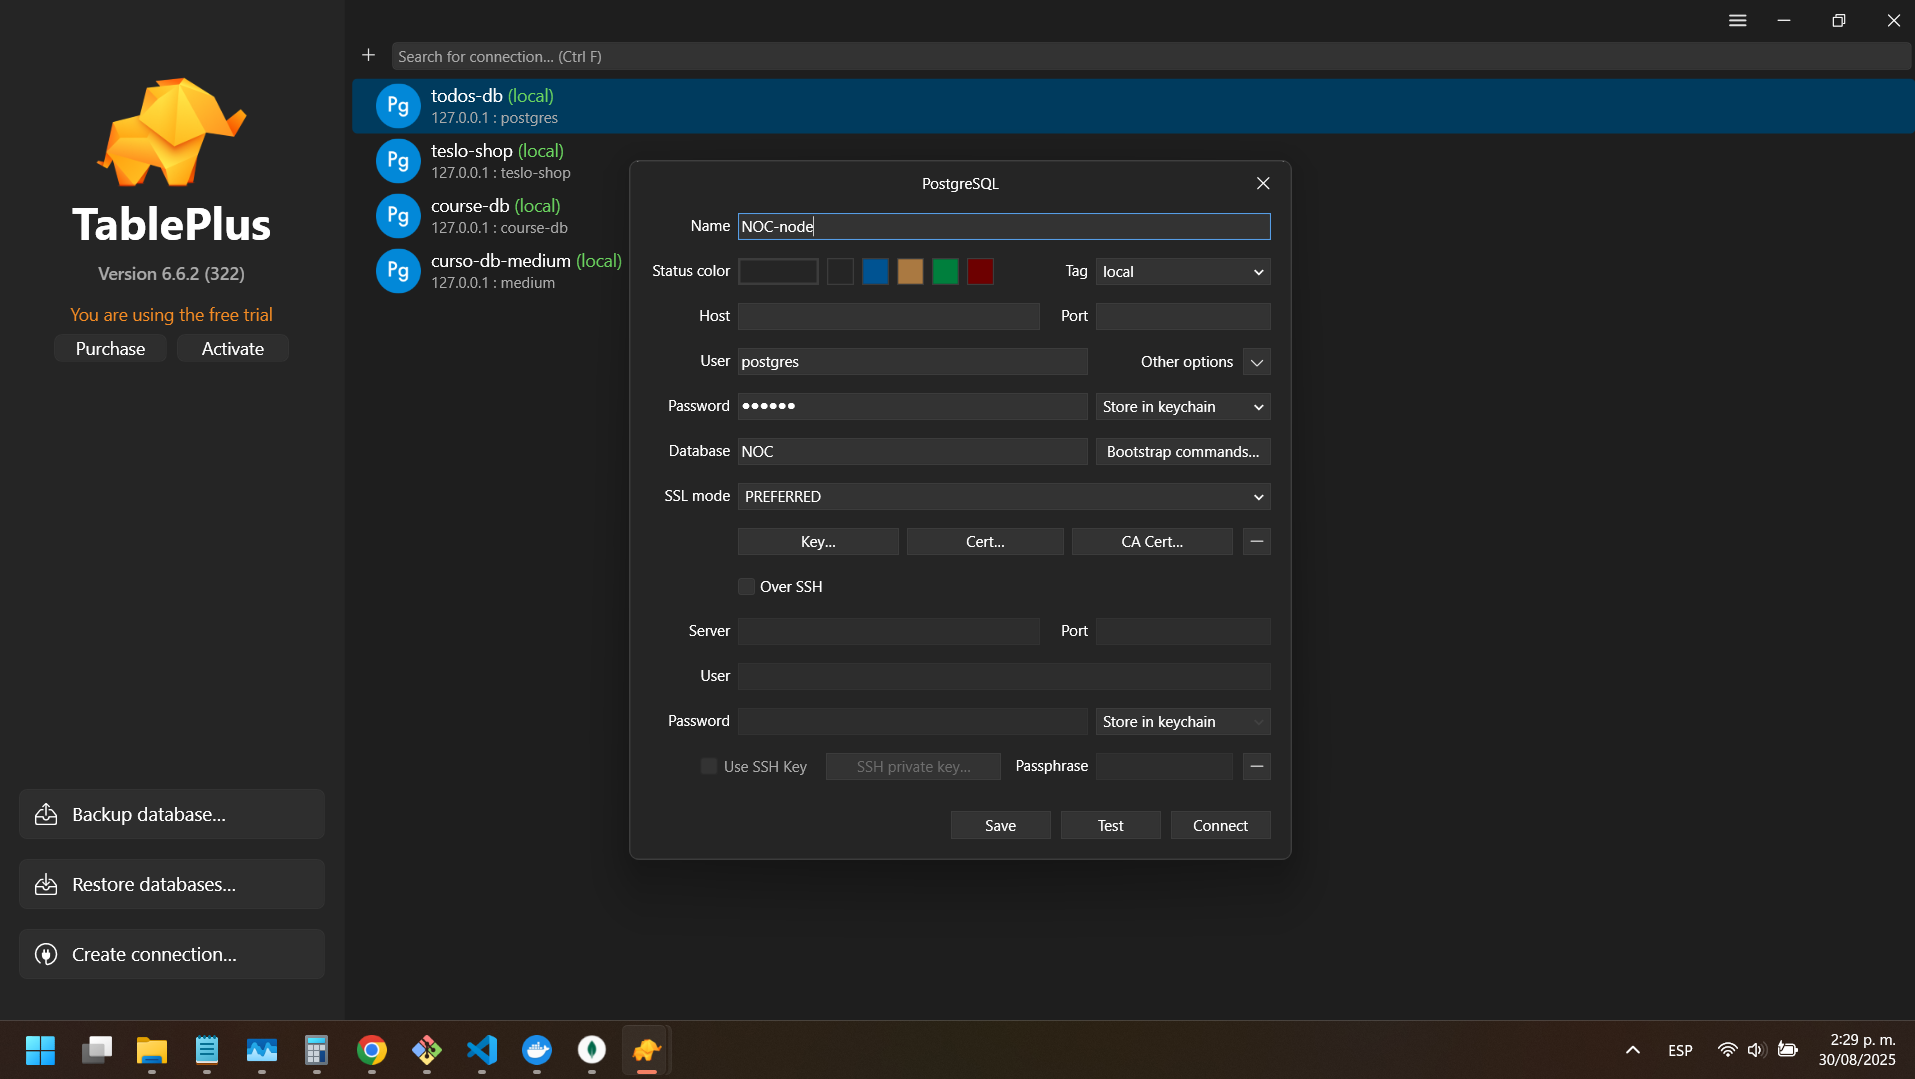 Search for connection... (Ctrl F)
TablePlus
Version 6.6.2 (322)
You are using the free trial
Purchase
Activate
Backup database...
Restore databases...
Create connection...
Pg
todos-db (local)
127.0.0.1 : postgres
Pg
teslo-shop (local)
127.0.0.1 : teslo-shop
Pg
course-db (local)
127.0.0.1 : course-db
Pg
curso-db-medium (local)
127.0.0.1 : medium
PostgreSQL
Name NOC-node
Status color
Tag local
Host
Port
User postgres
Other options
Password ••••••
Store in keychain
Database NOC
Bootstrap commands...
SSL mode PREFERRED
Key...
Cert...
CA Cert...
Over SSH
Server
Port
User
Password
Store in keychain
Use SSH Key
SSH private key...
Passphrase
Save
Test
Connect
ESP
2:29 p. m.
30/08/2025